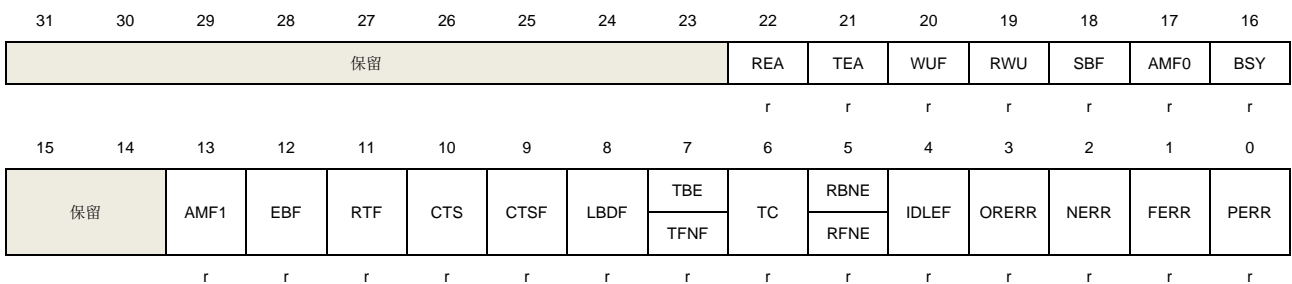 31 30 29 28 27 26 25 24 23 22 21 20 19 18 17 16
保留 REA TEA WUF RWU SBF AMF0 BSY
r r r r r r r
15 14 13 12 11 10 9 8 7 6 5 4 3 2 1 0
保留 AMF1 EBF RTF CTS CTSF LBDF TBE TC RBNE IDLEF ORERR NERR FERR PERR
TFNF RFNE
r r r r r r r r r r r r r r